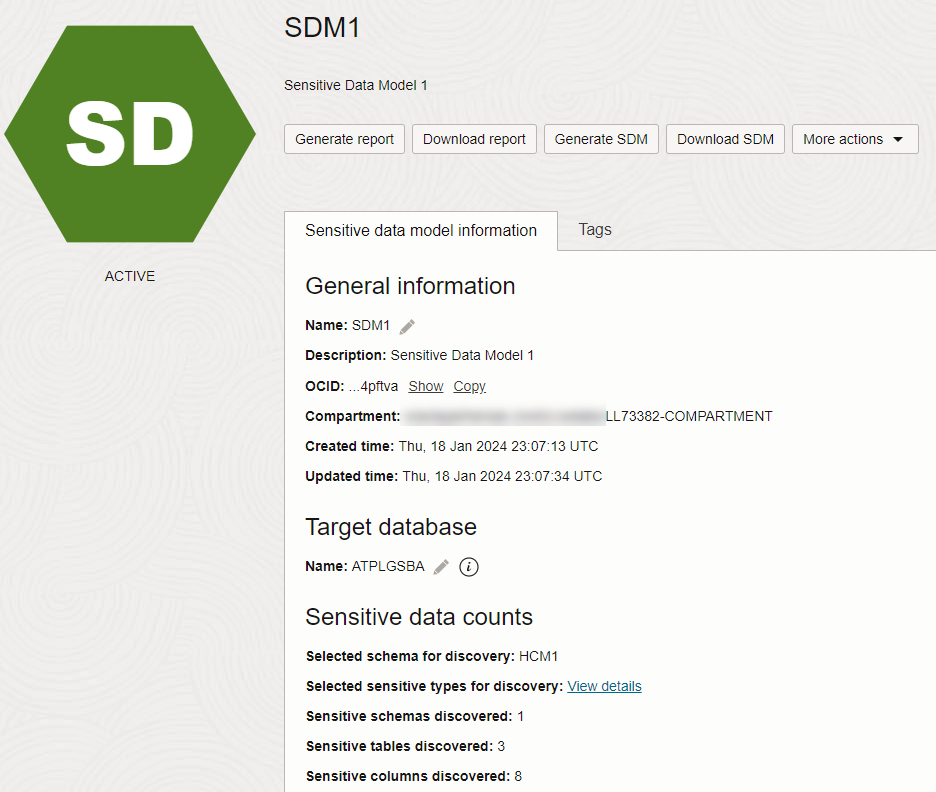 SD
ACTIVE
SDM1
Sensitive Data Model 1
Generate report Download report Generate SDM Download SDM More actions
Sensitive data model information Tags
General information
Name: SDM1
Description: Sensitive Data Model 1
OCID: ...4pftva Show Copy
Compartment: LL73382-COMPARTMENT
Created time: Thu, 18 Jan 2024 23:07:13 UTC
Updated time: Thu, 18 Jan 2024 23:07:34 UTC
Target database
Name: ATPLGSBA i
Sensitive data counts
Selected schema for discovery: HCM1
Selected sensitive types for discovery: View details
Sensitive schemas discovered: 1
Sensitive tables discovered: 3
Sensitive columns discovered: 8